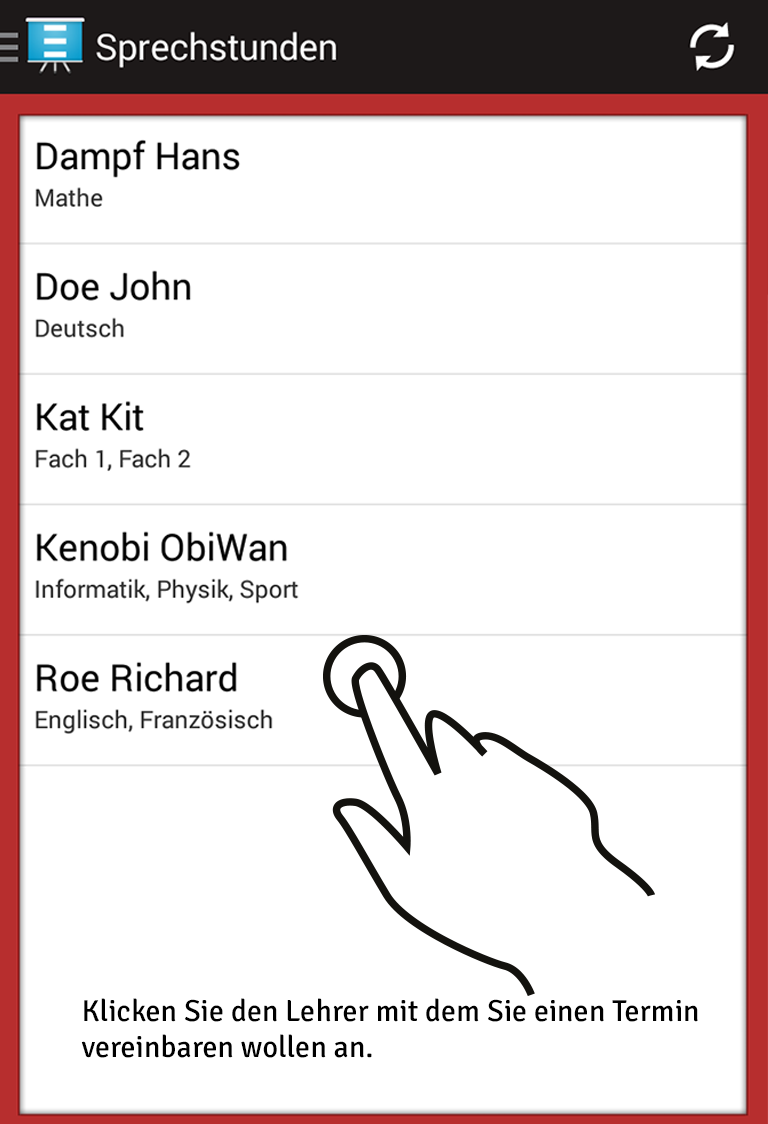 Sprechstunden
Dampf Hans
Mathe
Doe John
Deutsch
Kat Kit
Fach 1, Fach 2
Kenobi ObiWan
Informatik, Physik, Sport
Roe Richard
Englisch, Französisch
Klicken Sie den Lehrer mit dem Sie einen Termin
vereinbaren wollen an.